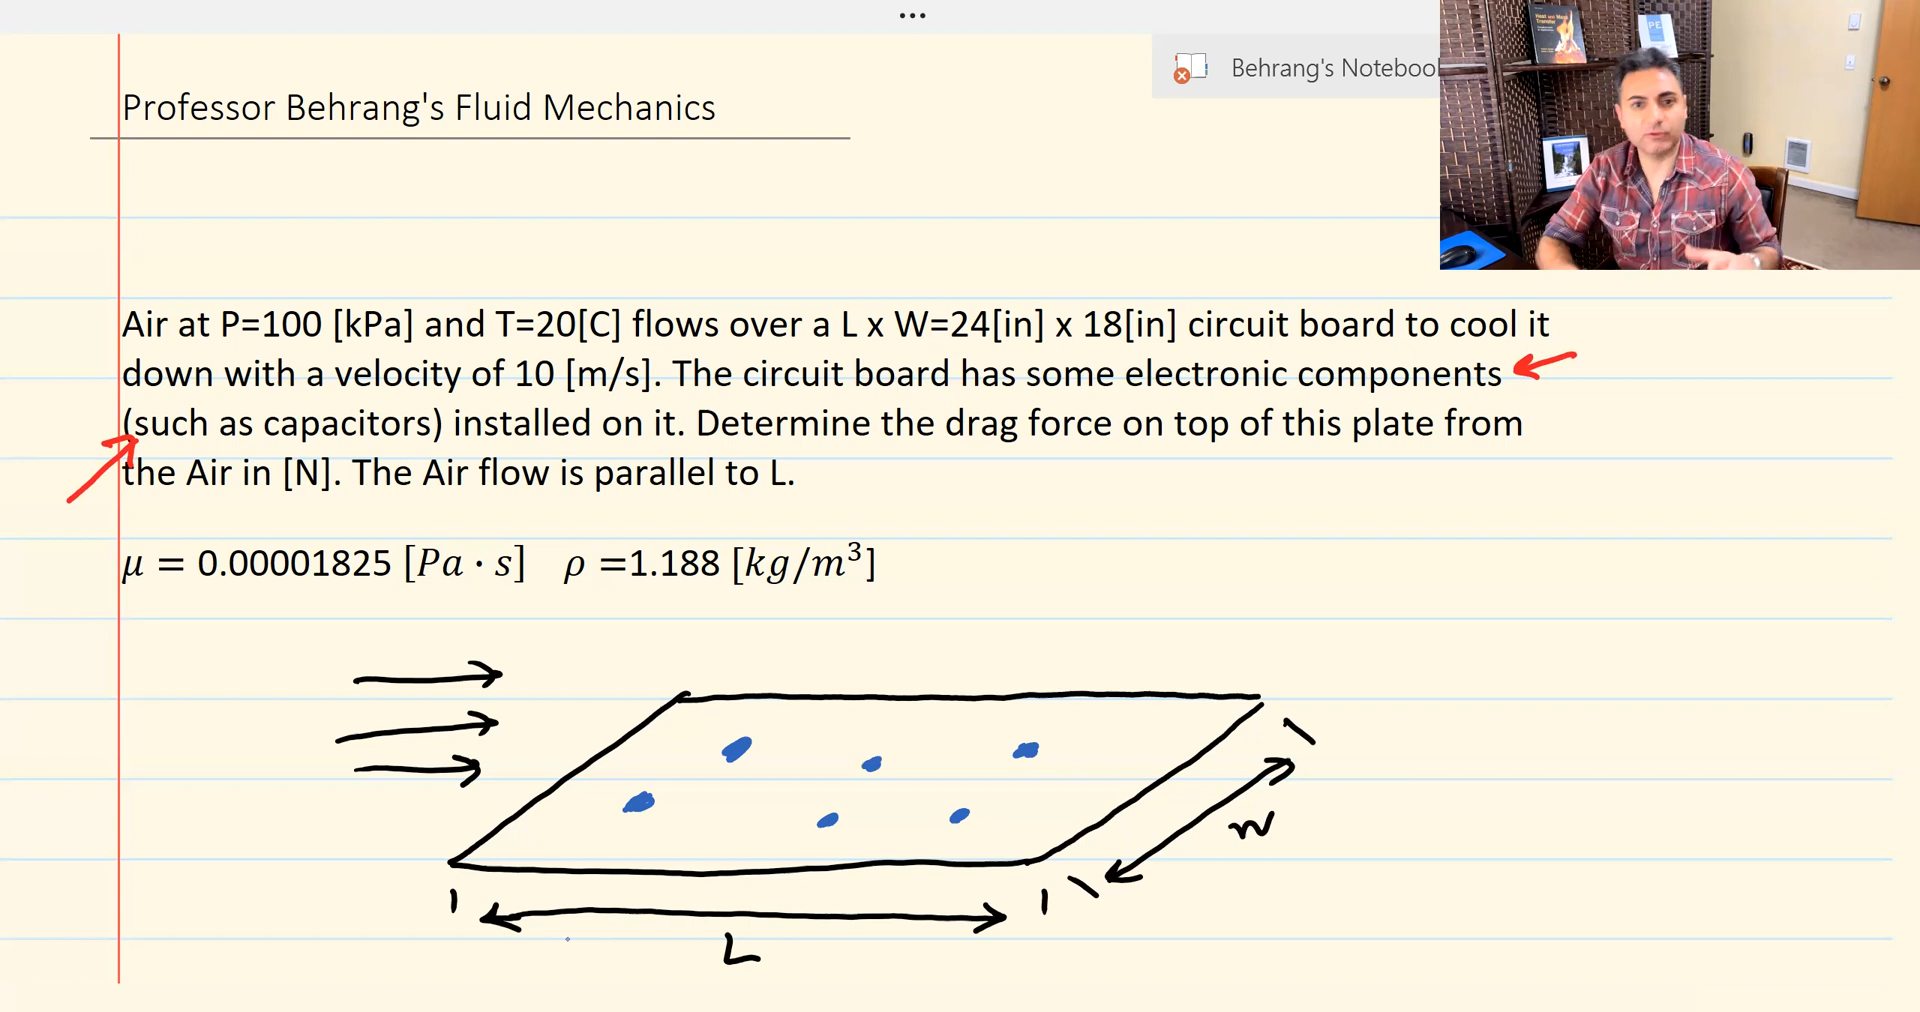 ...
Behrang's Notebook
Professor Behrang's Fluid Mechanics
Air at P=100 [kPa] and T=20[C] flows over a L x W=24[in] x 18[in] circuit board to cool it
down with a velocity of 10 [m/s]. The circuit board has some electronic components
(such as capacitors) installed on it. Determine the drag force on top of this plate from
the Air in [N]. The Air flow is parallel to L.
μ = 0.00001825 [Pa · s] ρ =1.188 [kg/m³]
W
L